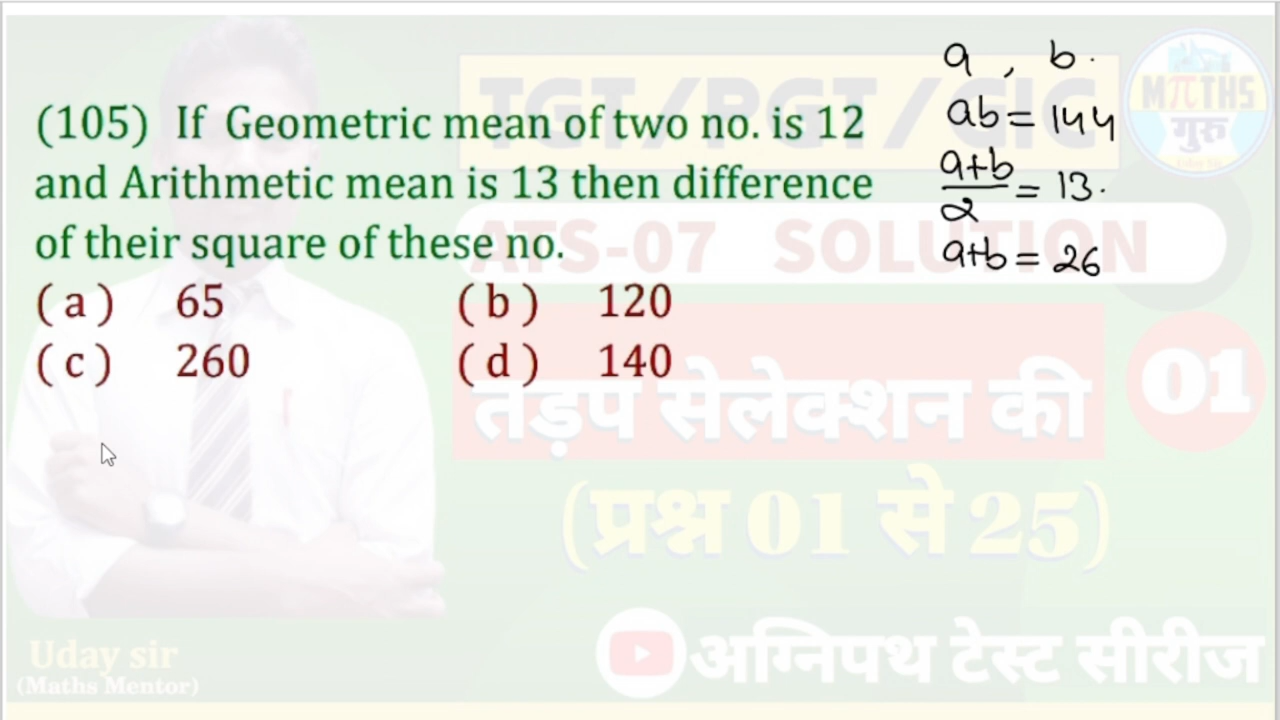 (105) If Geometric mean of two no. is 12
and Arithmetic mean is 13 then difference
of their square of these no.
(a) 65 (b) 120
(c) 260 (d) 140
a , b.
ab = 144
a+b/2 = 13.
a+b = 26
TGT/PGT/GIC
MπTHS
गुरु
Uday Sir
ATS-07 SOLUTION
तड़प सेलेक्शन की
01
(प्रश्न 01 से 25)
Uday sir
(Maths Mentor)
अग्निपथ टेस्ट सीरीज